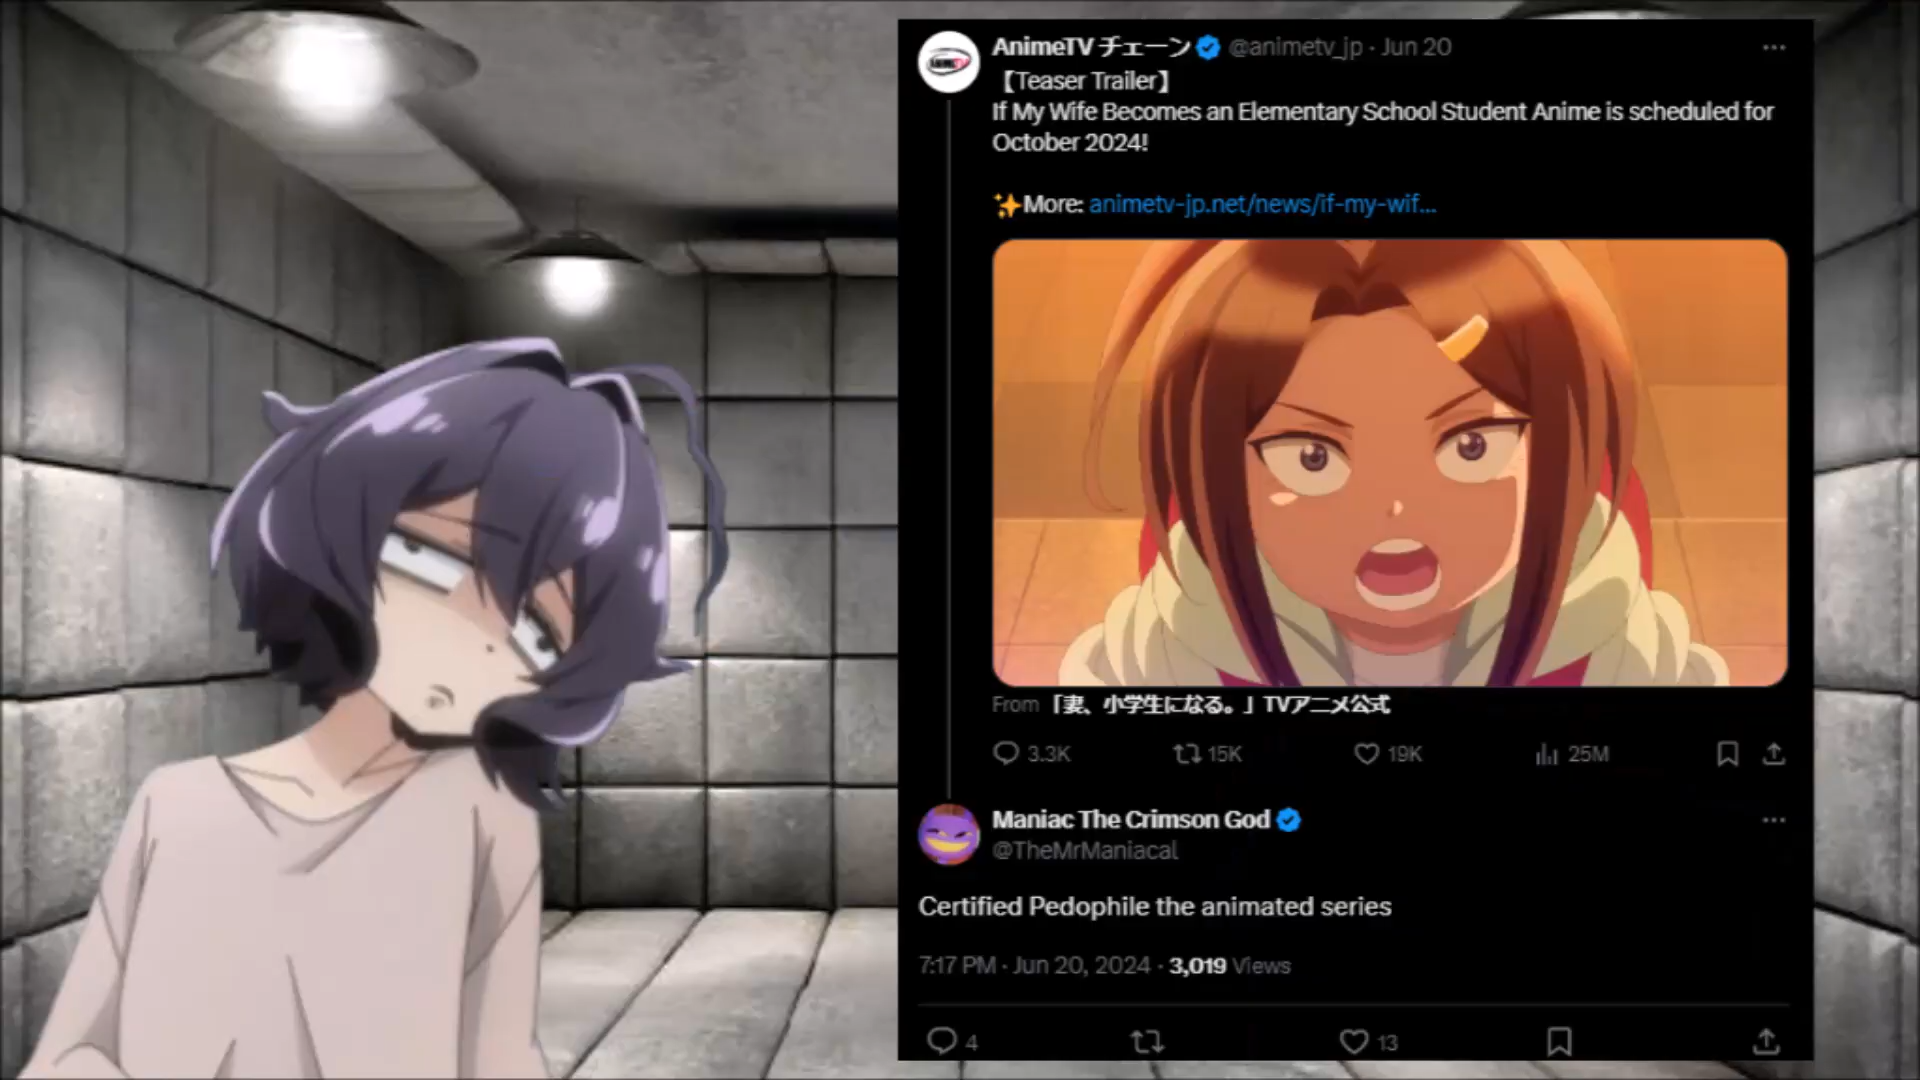 AnimeTV チェーン @animetv_jp · Jun 20
【Teaser Trailer】
If My Wife Becomes an Elementary School Student Anime is scheduled for
October 2024!
✨More: animetv-jp.net/news/if-my-wif...
From 「妻、小学生になる。」TVアニメ公式
3.3K 15K 19K 25M
Maniac The Crimson God
@TheMrManiacal
Certified Pedophile the animated series
7:17 PM · Jun 20, 2024 · 3,019 Views
4 13